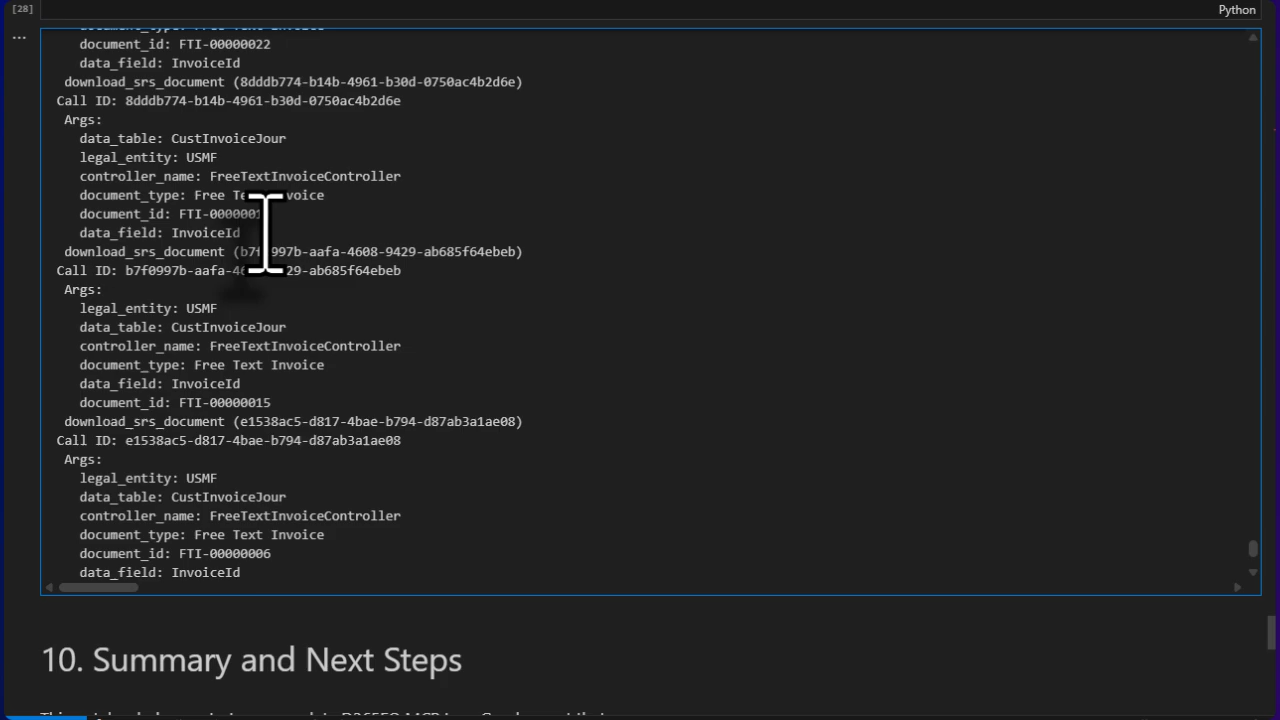 [28]
Python
...
document_id: FTI-00000022
data_field: InvoiceId
download_srs_document (8dddb774-b14b-4961-b30d-0750ac4b2d6e)
Call ID: 8dddb774-b14b-4961-b30d-0750ac4b2d6e
Args:
data_table: CustInvoiceJour
legal_entity: USMF
controller_name: FreeTextInvoiceController
document_type: Free
data_field: InvoiceId
download_srs_document
Call ID:
Args:
legal_entity: USMF
data_table: CustInvoiceJour
controller_name: FreeTextInvoiceController
document_type: Free Text Invoice
data_field: InvoiceId
document_id: FTI-00000015
download_srs_document (e1538ac5-d817-4bae-b794-d87ab3a1ae08)
Call ID: e1538ac5-d817-4bae-b794-d87ab3a1ae08
Args:
legal_entity: USMF
data_table: CustInvoiceJour
controller_name: FreeTextInvoiceController
document_type: Free Text Invoice
document_id: FTI-00000006
data_field: InvoiceId
10. Summary and Next Steps